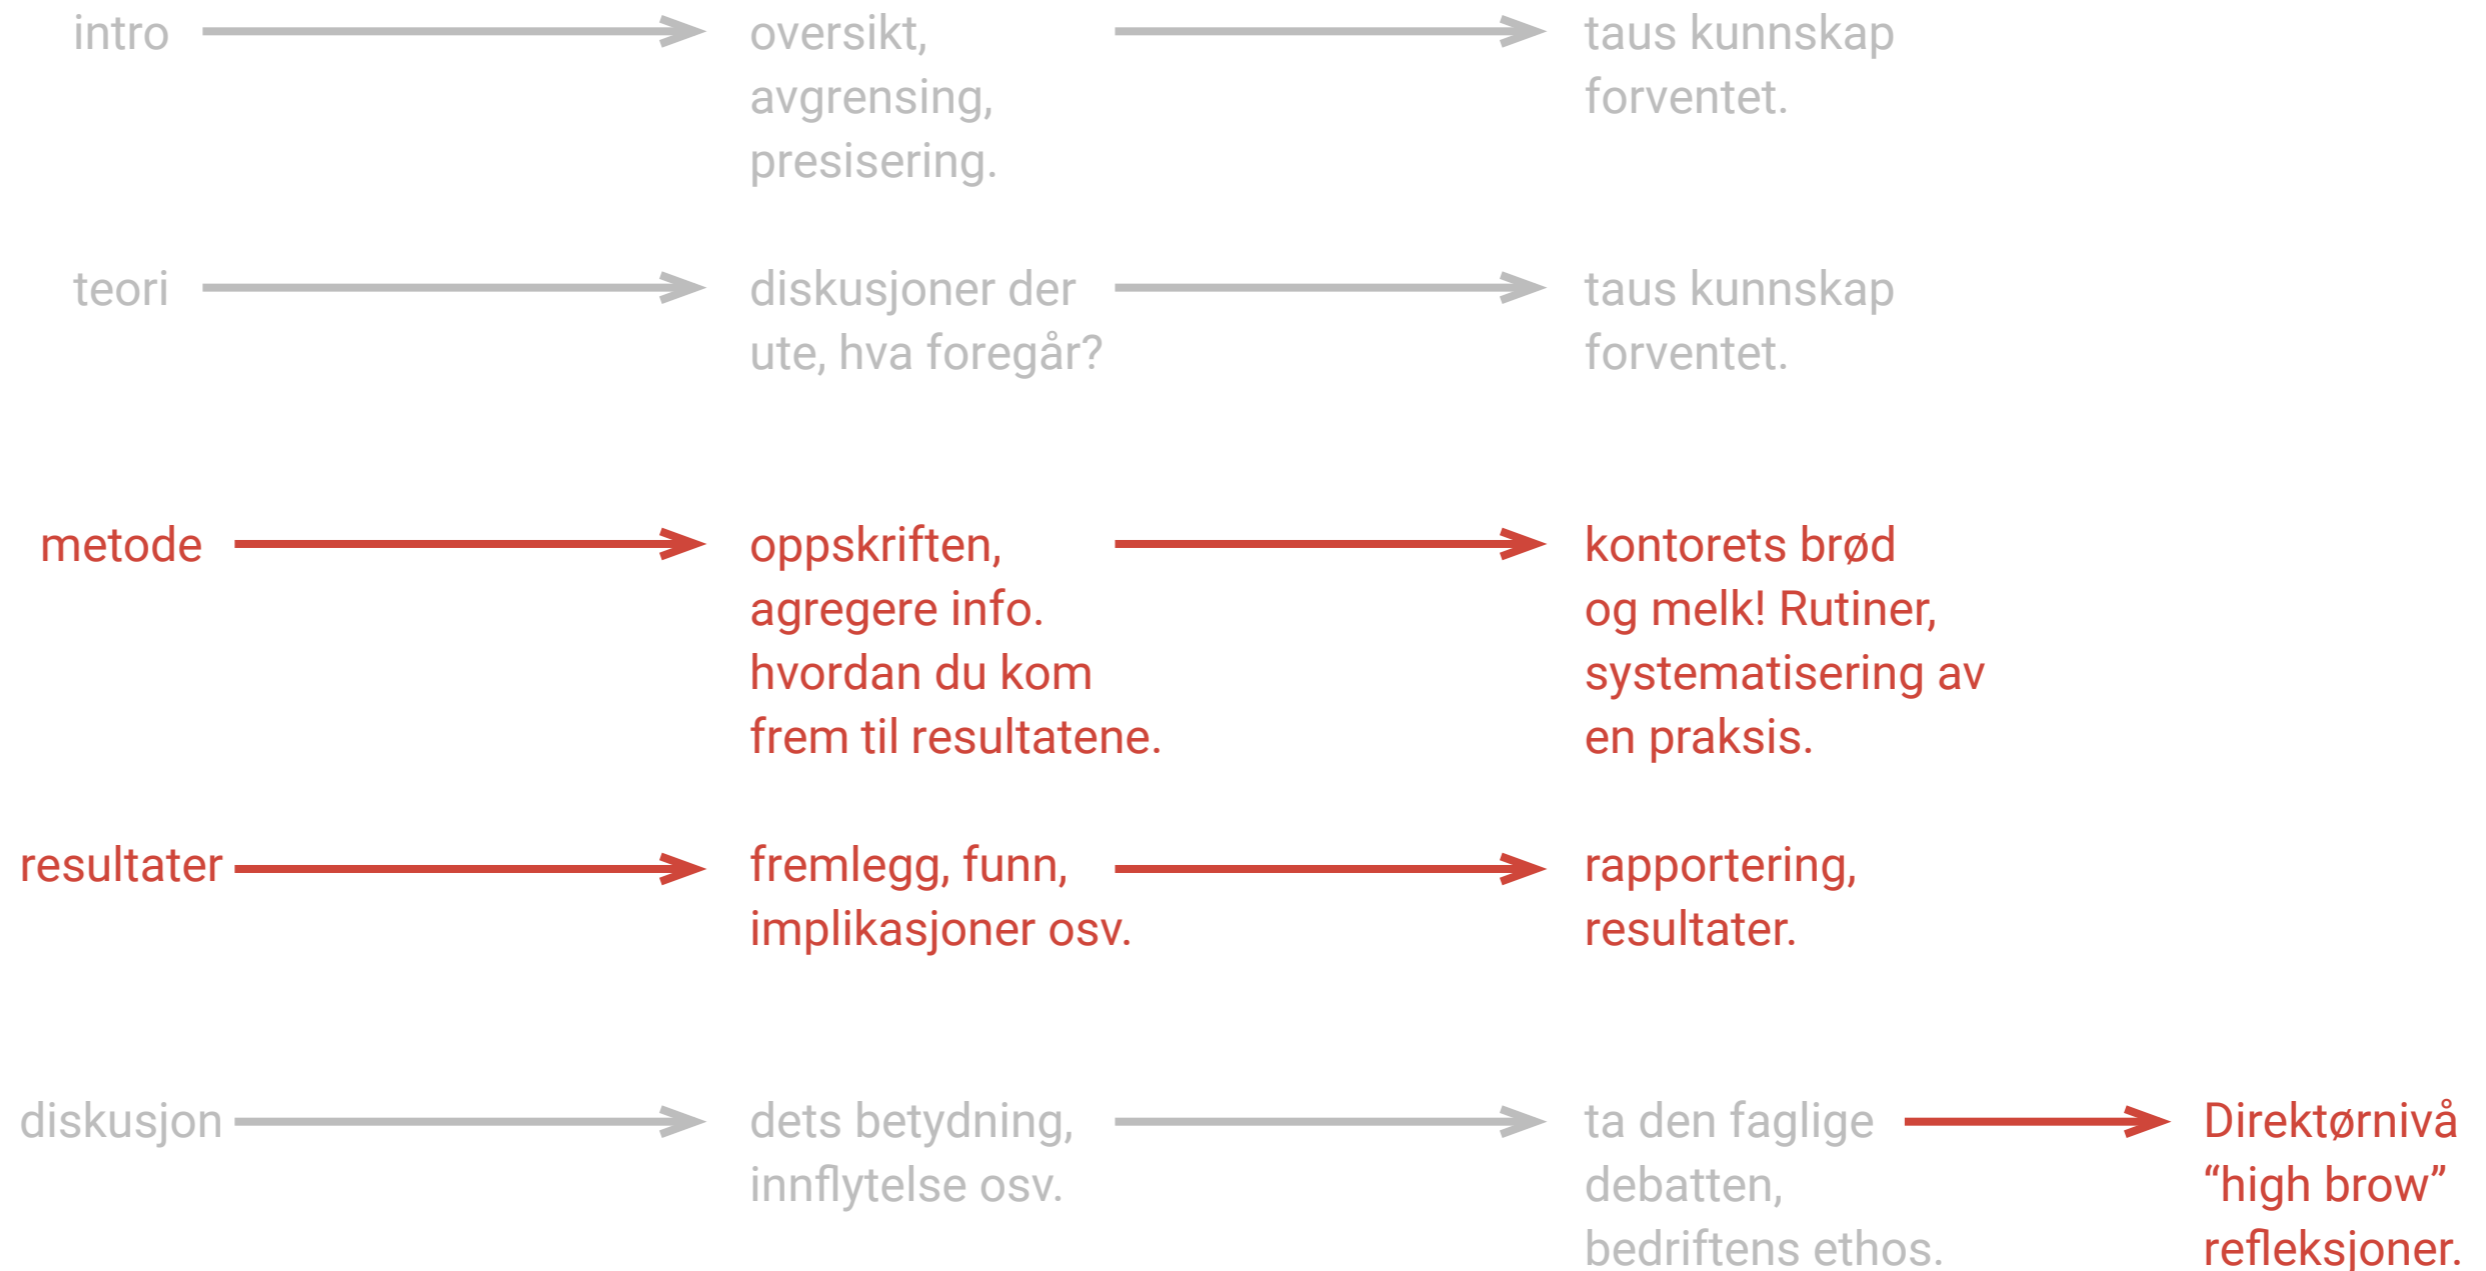 intro
oversikt,
avgrensing,
presisering.
taus kunnskap
forventet.
teori
diskusjoner der
ute, hva foregår?
taus kunnskap
forventet.
metode
oppskriften,
agregere info.
hvordan du kom
frem til resultatene.
kontorets brød
og melk! Rutiner,
systematisering av
en praksis.
resultater
fremlegg, funn,
implikasjoner osv.
rapportering,
resultater.
diskusjon
dets betydning,
innflytelse osv.
ta den faglige
debatten,
bedriftens ethos.
Direktørnivå
“high brow”
refleksjoner.